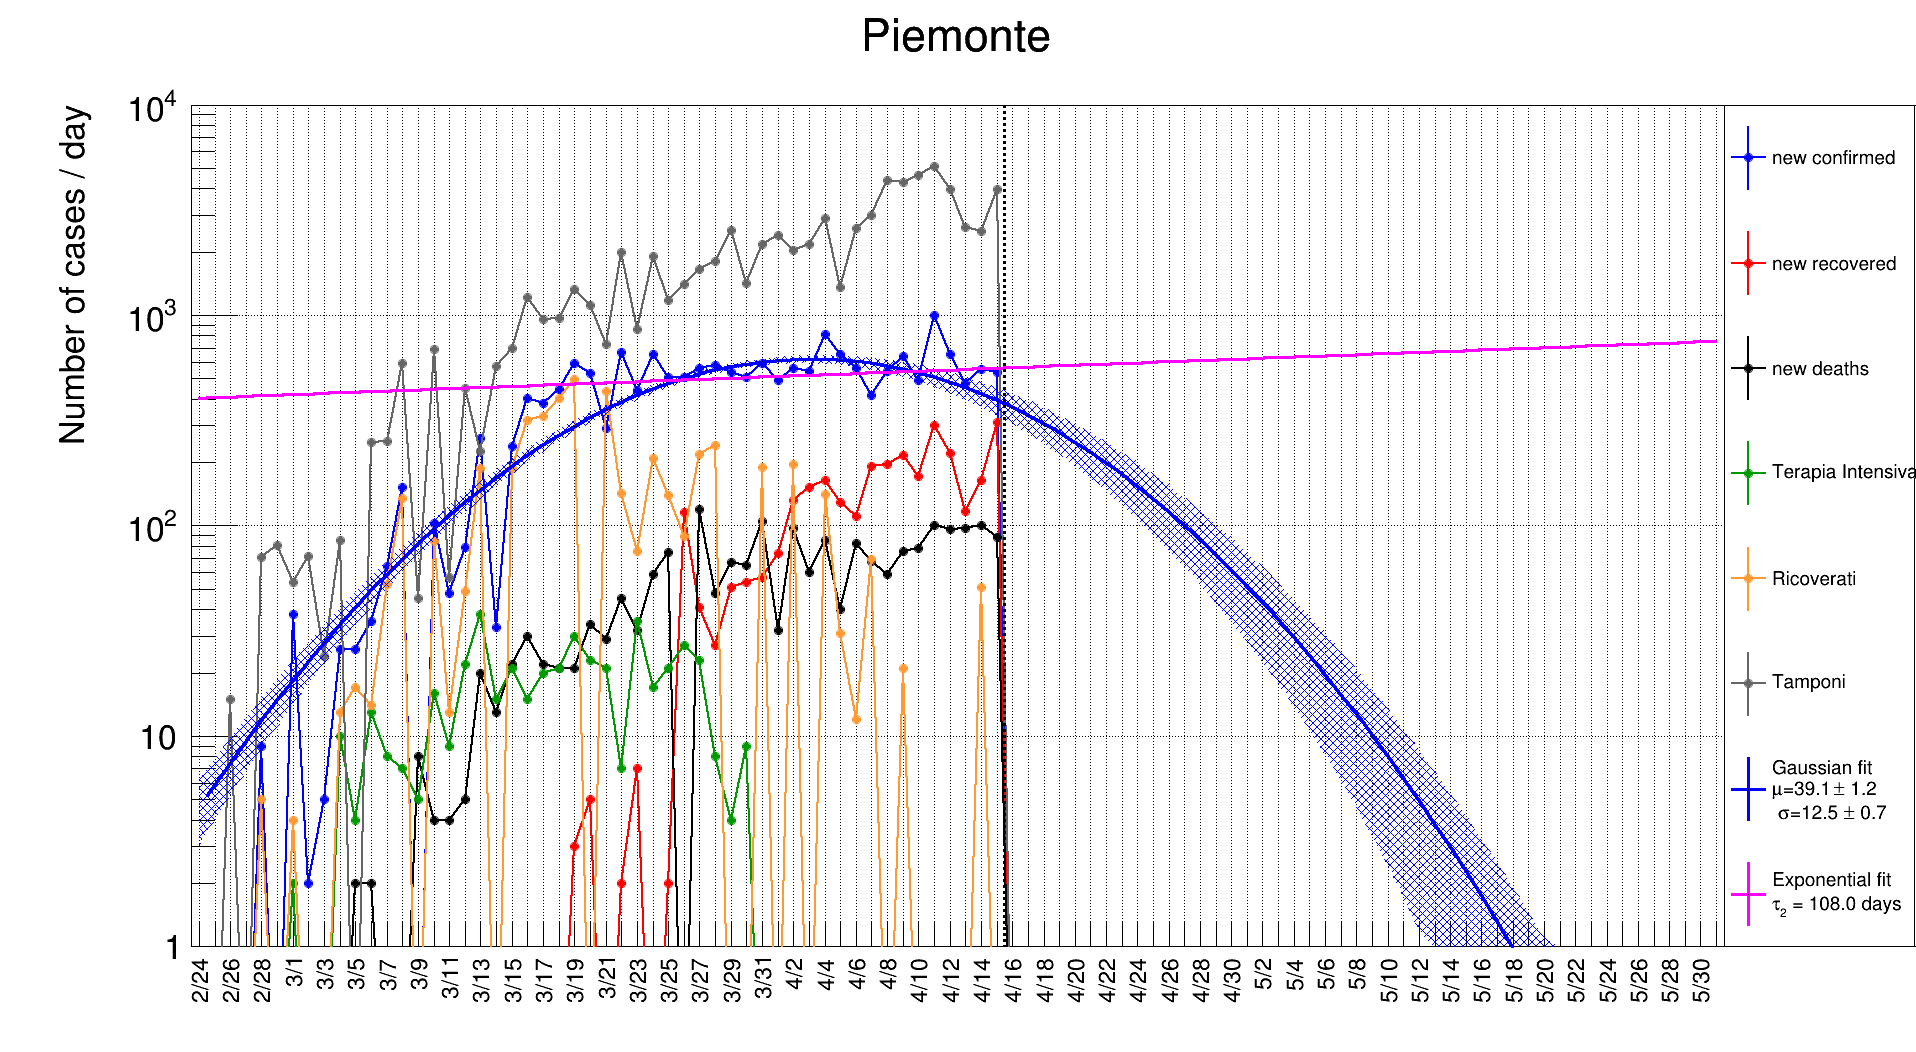 Piemonte
Number of cases / day
10⁴
10³
10²
10
1
2/24 2/26 2/28 3/1 3/3 3/5 3/7 3/9 3/11 3/13 3/15 3/17 3/19 3/21 3/23 3/25 3/27 3/29 3/31 4/2 4/4 4/6 4/8 4/10 4/12 4/14 4/16 4/18 4/20 4/22 4/24 4/26 4/28 4/30 5/2 5/4 5/6 5/8 5/10 5/12 5/14 5/16 5/18 5/20 5/22 5/24 5/26 5/28 5/30
new confirmed
new recovered
new deaths
Terapia Intensiva
Ricoverati
Tamponi
Gaussian fit
μ=39.1 ± 1.2
σ=12.5 ± 0.7
Exponential fit
τ₂ = 108.0 days